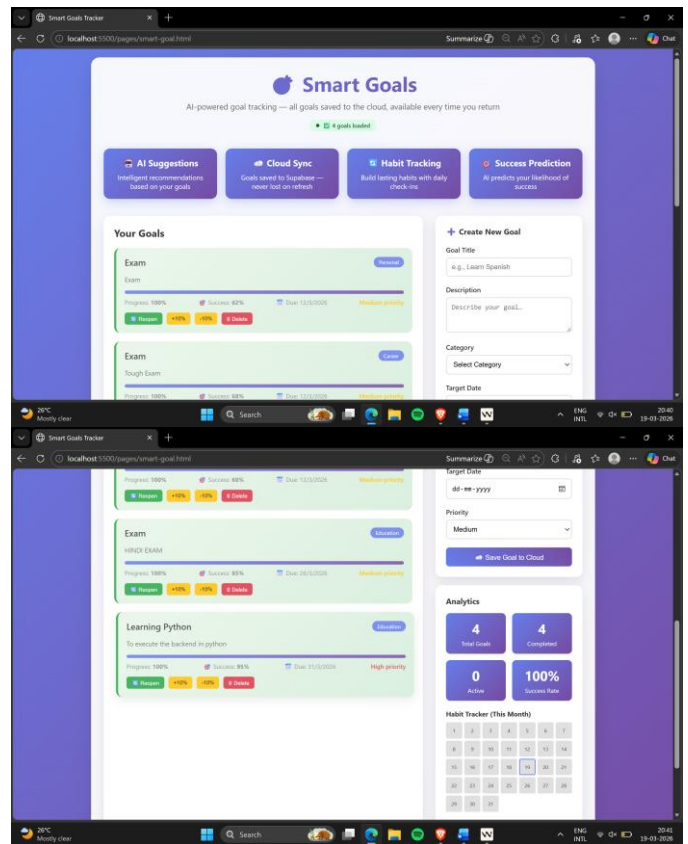 Smart Goals Tracker
localhost:5500/pages/smart-goal.html
Summarize
Chat
Smart Goals
AI-powered goal tracking — all goals saved to the cloud, available every time you return
4 goals loaded
AI Suggestions
Intelligent recommendations
based on your goals
Cloud Sync
Goals saved to Supabase —
never lost on refresh
Habit Tracking
Build lasting habits with daily
check-ins
Success Prediction
AI predicts your likelihood of
success
Your Goals
Exam
Personal
Exam
Progress: 100%
Success: 62%
Due: 13/3/2026
Medium priority
Reopen
+10%
-10%
Delete
Exam
Career
Tough Exam
Progress: 100%
Success: 68%
Due: 12/3/2026
Medium priority
+ Create New Goal
Goal Title
e.g., Learn Spanish
Description
Describe your goal…
Category
Select Category
Target Date
26°C
Mostly clear
Search
ENG
INTL
20:40
19-03-2026
Smart Goals Tracker
localhost:5500/pages/smart-goal.html
Summarize
Chat
Progress: 100%
Success: 68%
Due: 12/3/2026
Medium priority
Reopen
+10%
-10%
Delete
Exam
Education
HINDI EXAM
Progress: 100%
Success: 85%
Medium priority
Reopen
+10%
-10%
Delete
Learning Python
Education
To execute the backend in python
Progress: 100%
Success: 95%
Due: 31/3/2026
High priority
Reopen
+10%
-10%
Delete
Target Date
dd-mm-yyyy
Priority
Medium
Save Goal to Cloud
Analytics
4
Total Goals
4
Completed
0
Active
100%
Success Rate
Habit Tracker (This Month)
1 2 3 4 5 6 7
8 9 10 11 12 13 14
15 16 17 18 19 20 21
22 23 24 25 26 27 28
29 30 31
26°C
Mostly clear
Search
ENG
INTL
20:41
19-03-2026